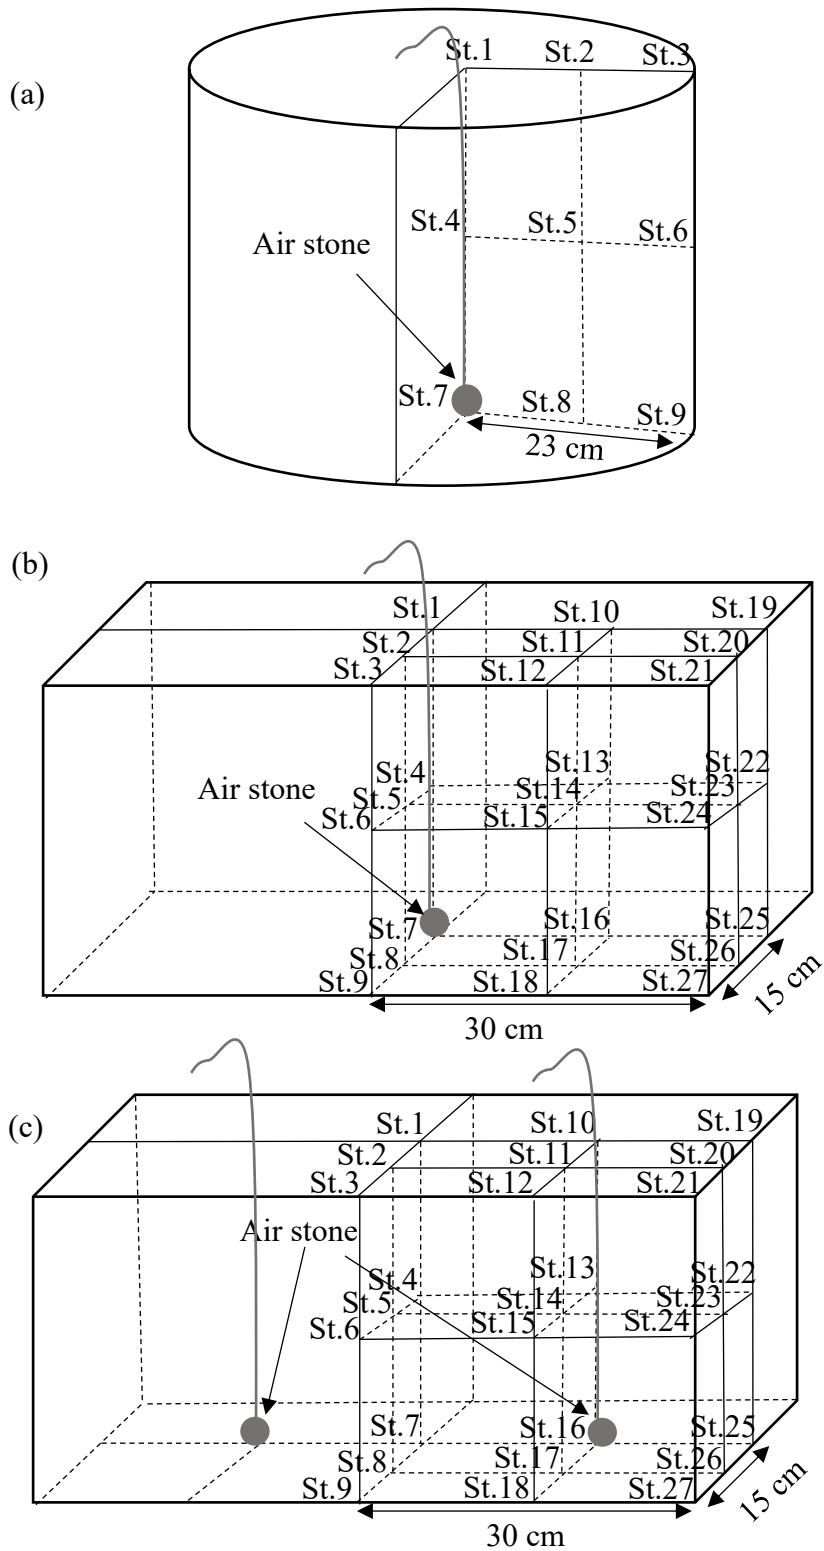 (a)
St.1 St.2 St.3
St.4 St.5 St.6
Air stone
St.7 St.8 St.9
23 cm
(b)
St.1 St.10 St.19
St.2 St.11 St.20
St.3 St.12 St.21
St.4 St.13 St.22
Air stone
St.5 St.14 St.23
St.6 St.15 St.24
St.7 St.16 St.25
St.8 St.17 St.26
St.9 St.18 St.27
15 cm
30 cm
(c)
St.1 St.10 St.19
St.2 St.11 St.20
St.3 St.12 St.21
Air stone
St.4 St.13 St.22
St.5 St.14 St.23
St.6 St.15 St.24
St.7 St.16 St.25
St.8 St.17 St.26
St.9 St.18 St.27
15 cm
30 cm